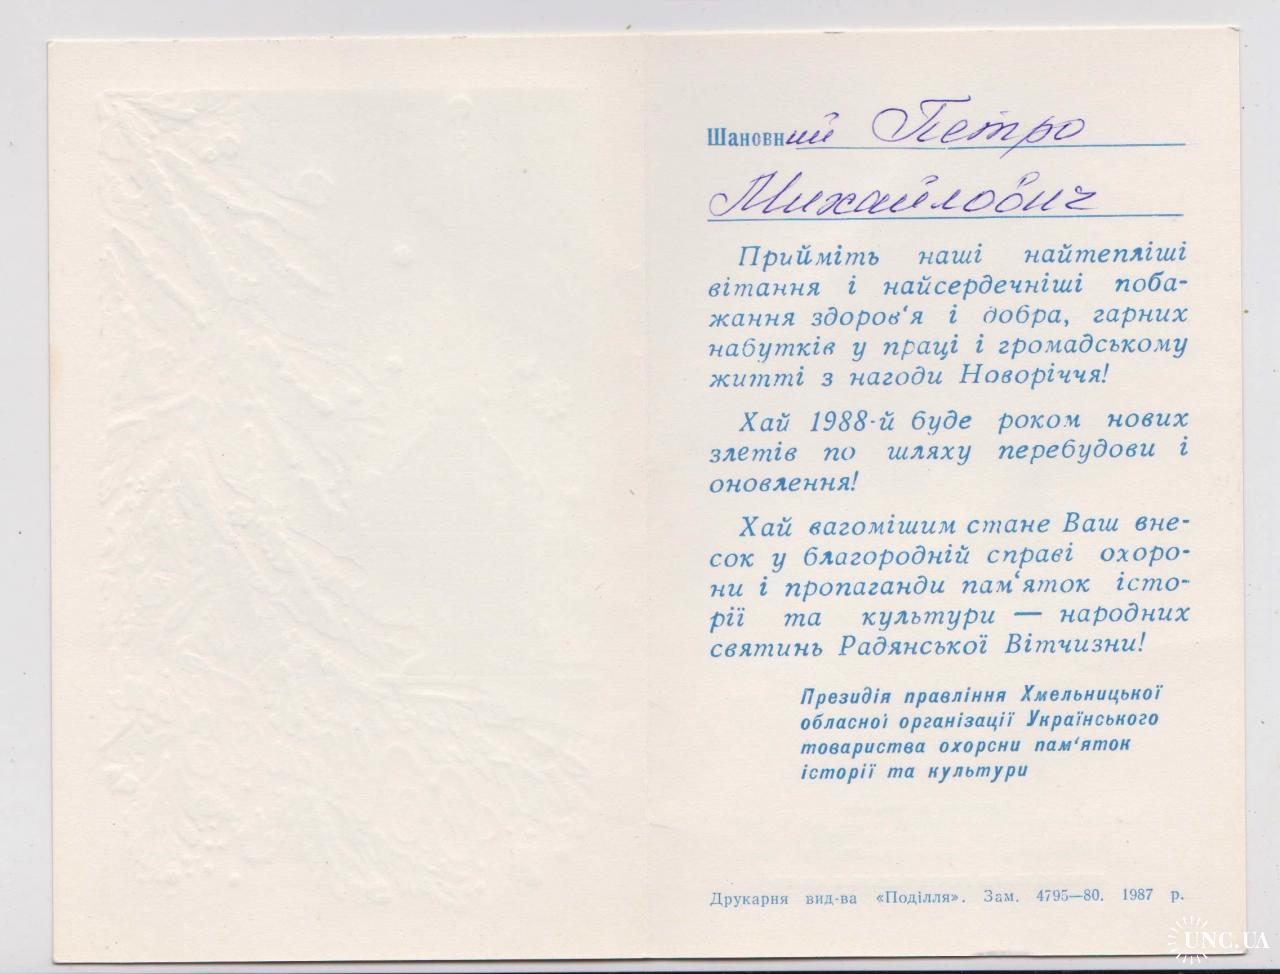 Шановний Петро
Михайлович
Прийміть наші найтепліші
вітання і найсердечніші поба-
жання здоров‘я і добра, гарних
набутків у праці і громадському
житті з нагоди Новоріччя!
Хай 1988-й буде роком нових
злетів по шляху перебудови і
оновлення!
Хай вагомішим стане Ваш вне-
сок у благородній справі охоро-
ни і пропаганди пам‘яток істо-
рії та культури — народних
святинь Радянської Вітчизни!
Президія правління Хмельницької
обласної організації Українського
товариства охорсни пам‘яток
історії та культури
Друкарня вид-ва «Поділля». Зам. 4795—80. 1987 р.
UNC.UA